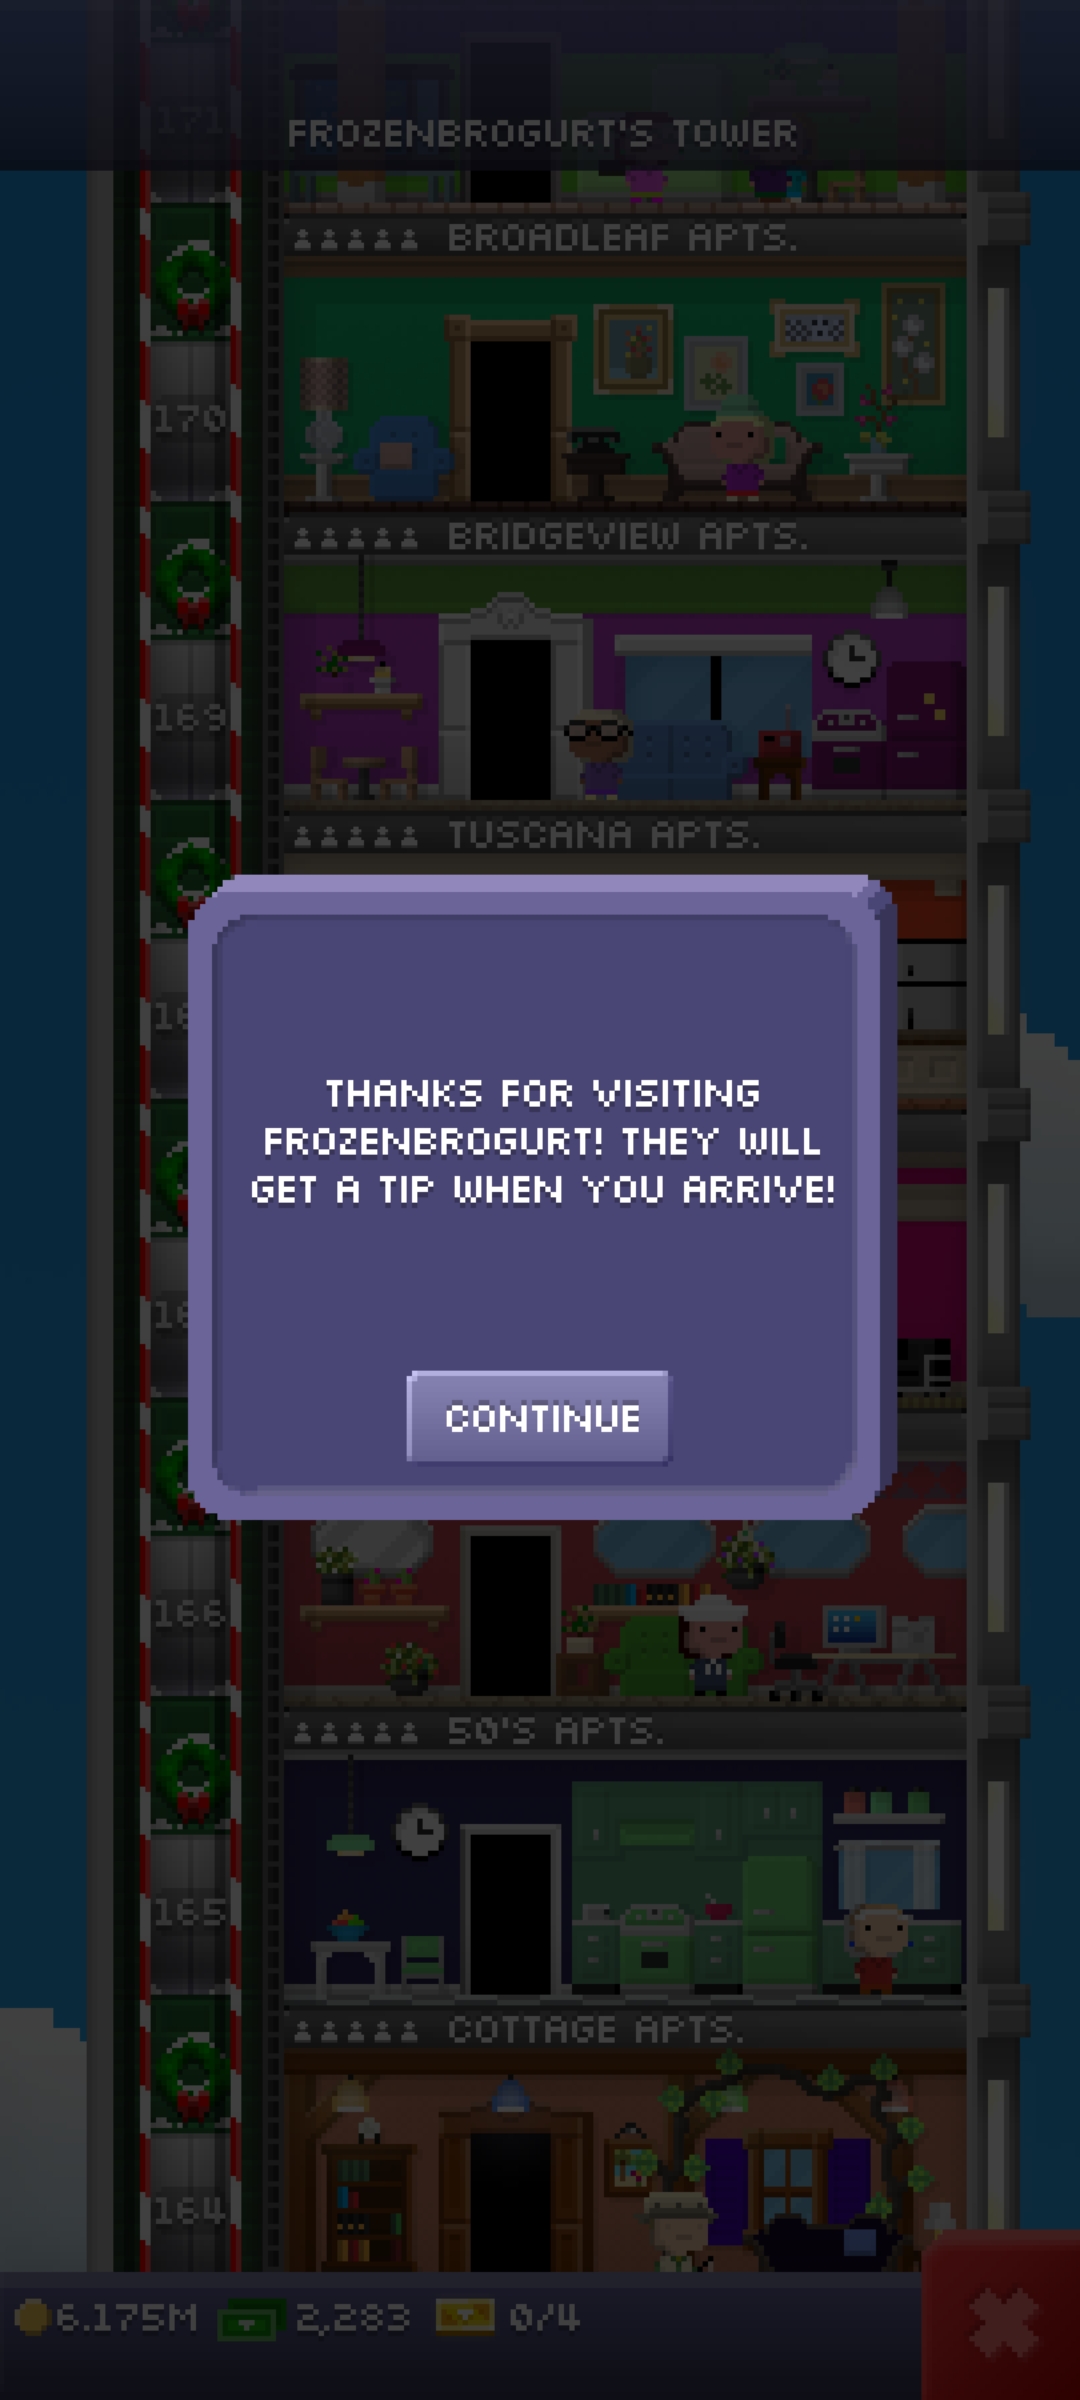 171
FROZENBROGURT'S TOWER
BROADLEAF APTS.
170
BRIDGEVIEW APTS.
169
TUSCANA APTS.
THANKS FOR VISITING
FROZENBROGURT! THEY WILL
GET A TIP WHEN YOU ARRIVE!
CONTINUE
166
50'S APTS.
165
COTTAGE APTS.
164
6.175M 2,283 0/4